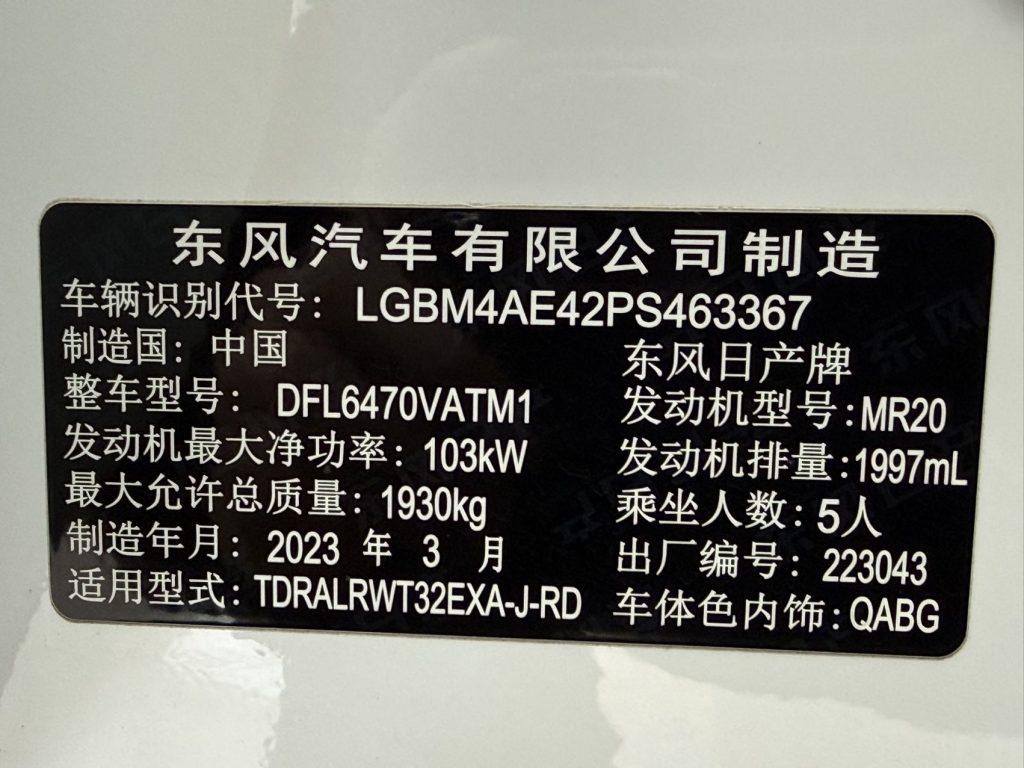 东风汽车有限公司制造
车辆识别代号: LGBM4AE42PS463367
制造国: 中国 东风日产牌
整车型号: DFL6470VATM1 发动机型号:MR20
发动机最大净功率: 103kW 发动机排量:1997mL
最大允许总质量: 1930kg 乘坐人数: 5人
制造年月: 2023 年 3 月 出厂编号: 223043
适用型式: TDRALRWT32EXA-J-RD 车体色内饰:QABG